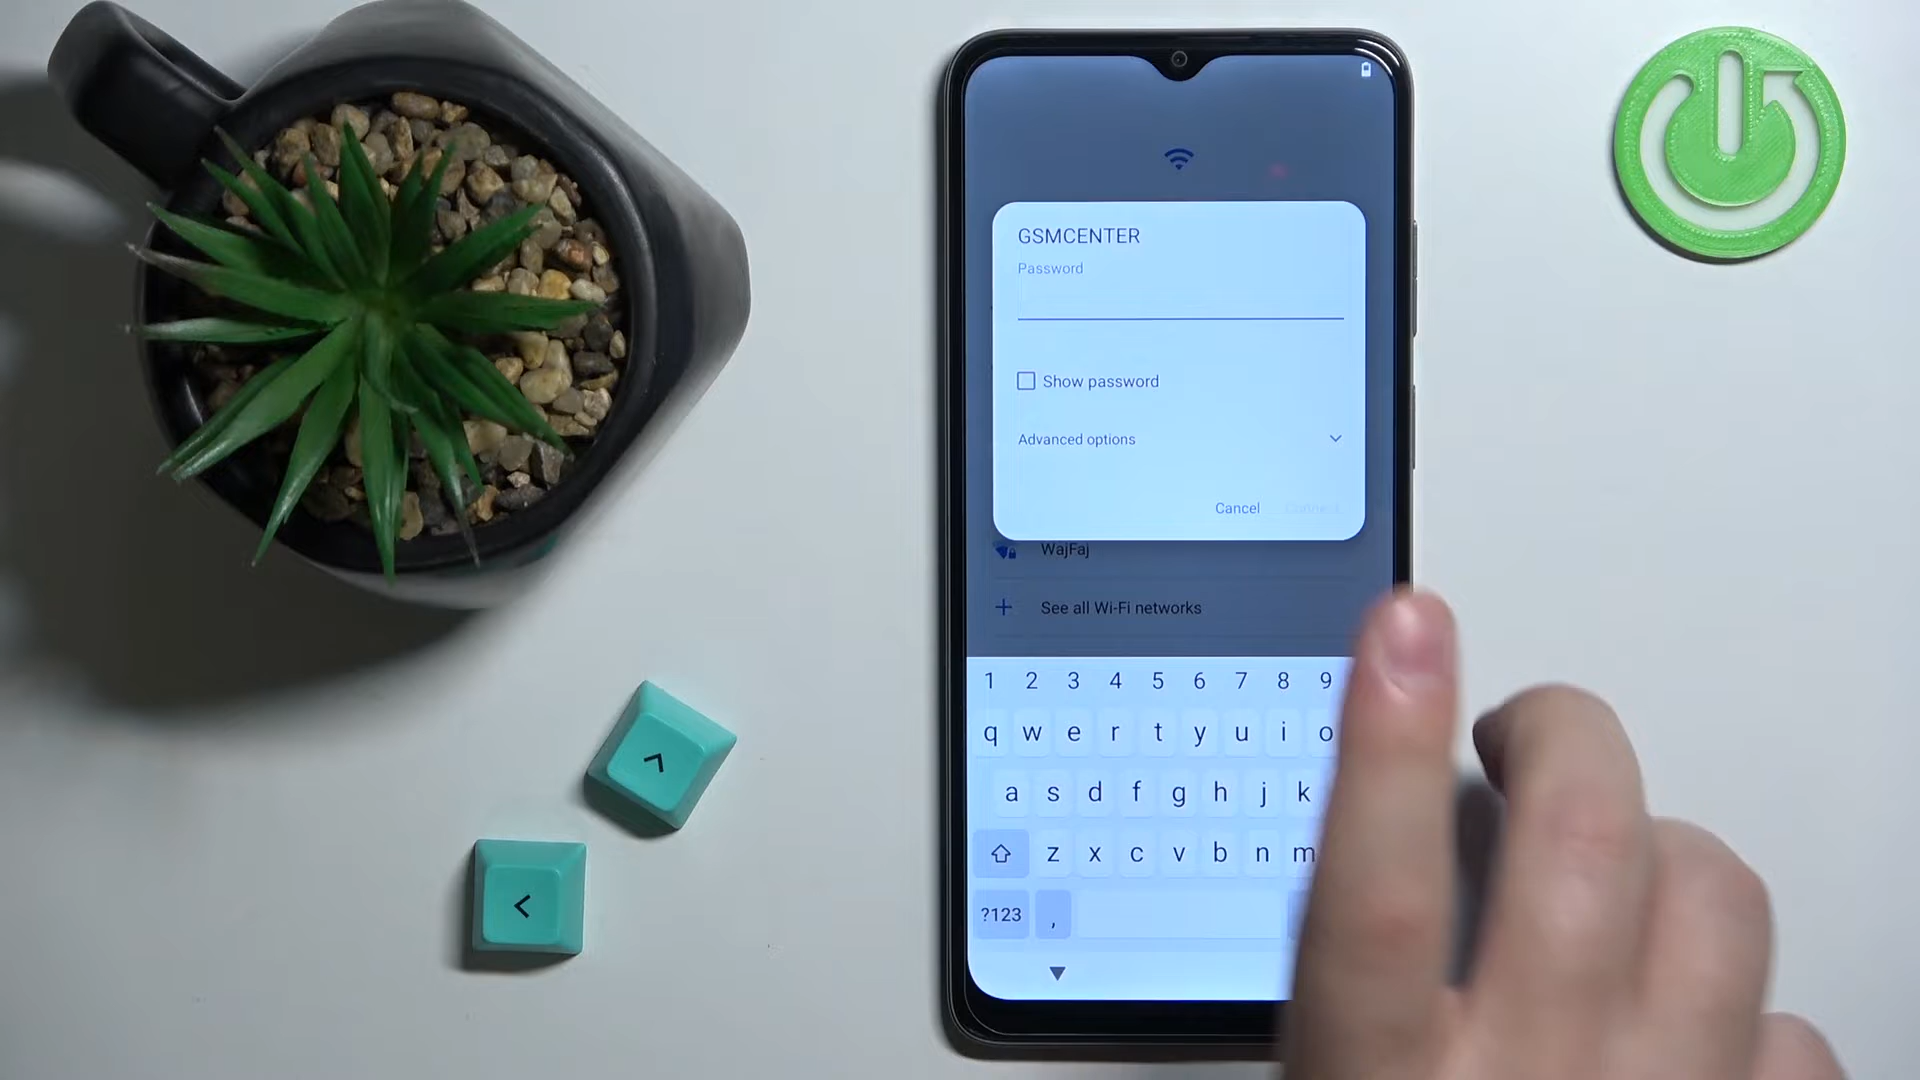 GSMCENTER
Password
Show password
Advanced options
Cancel
WajFaj
See all Wi-Fi networks
1 2 3 4 5 6 7 8 9
q w e r t y u i o
a s d f g h j k
z x c v b n m
?123 ,